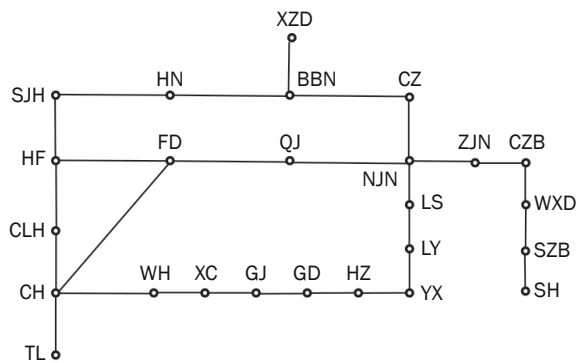 XZD
SJH
HN
BBN
CZ
HF
FD
QJ
NJN
ZJN
CZB
CLH
LS
WXD
LY
SZB
CH
WH
XC
GJ
GD
HZ
YX
SH
TL